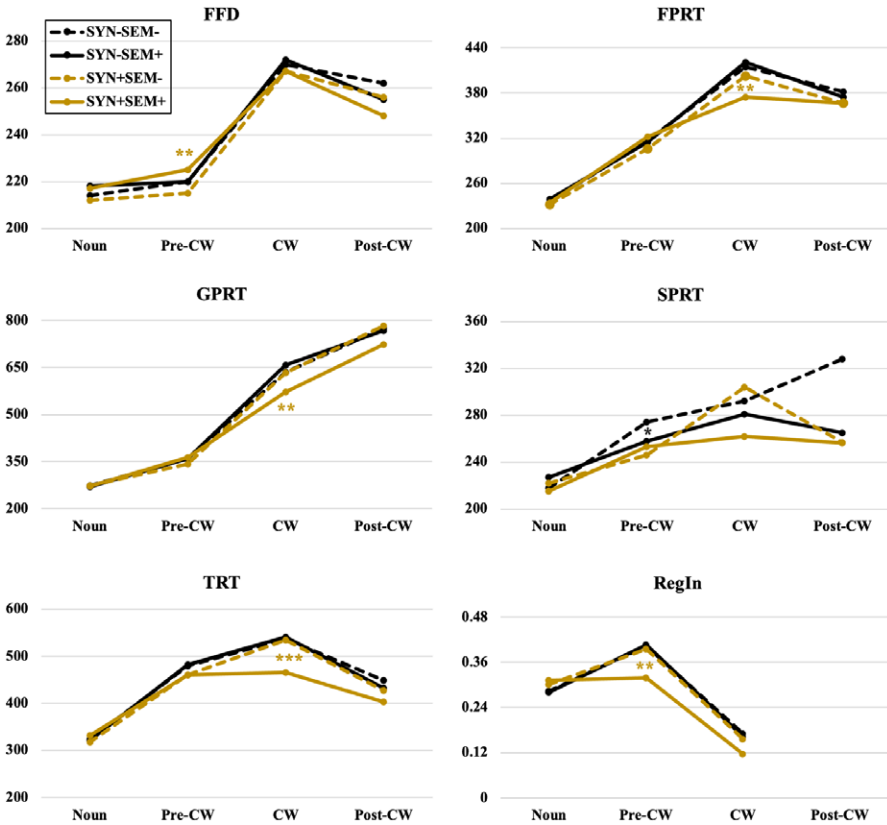 FFD
280
260
240
220
200
SYN-SEM-
SYN-SEM+
SYN+SEM-
SYN+SEM+
**
Noun Pre-CW CW Post-CW
FPRT
440
380
320
260
200
**
Noun Pre-CW CW Post-CW
GPRT
800
650
500
350
200
**
Noun Pre-CW CW Post-CW
SPRT
360
320
280
240
200
*
Noun Pre-CW CW Post-CW
TRT
600
500
400
300
200
***
Noun Pre-CW CW Post-CW
RegIn
0.48
0.36
0.24
0.12
0
**
Noun Pre-CW CW Post-CW